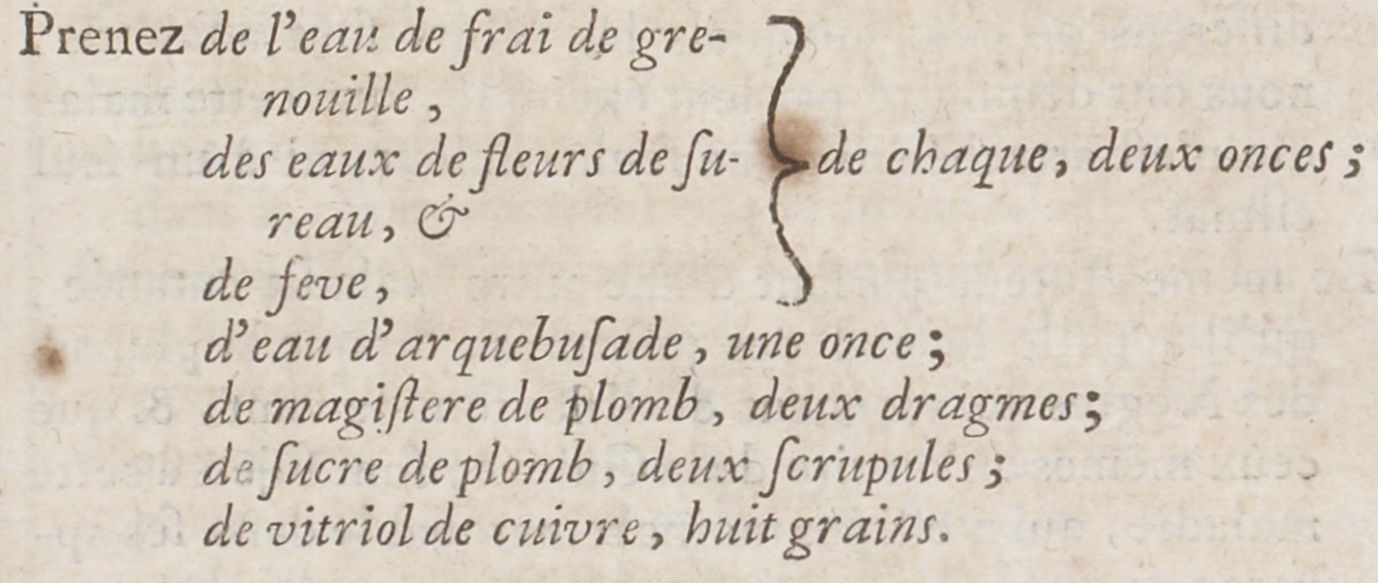 Prenez de l'eau de frai de gre-
nouille,
des eaux de fleurs de ſu-
reau, &
de feve,
de chaque, deux onces;
d'eau d'arquebuſade, une once;
de magiſtere de plomb, deux dragmes;
de ſucre de plomb, deux ſcrupules;
de vitriol de cuivre, huit grains.